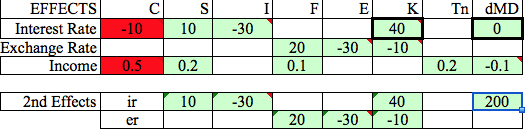 EFFECTS C S I F E K Tn dMD
Interest Rate -10 10 -30 40 0
Exchange Rate 20 -30 -10
Income 0.5 0.2 0.1 0.2 -0.1
2nd Effects ir 10 -30 40 200
er 20 -30 -10